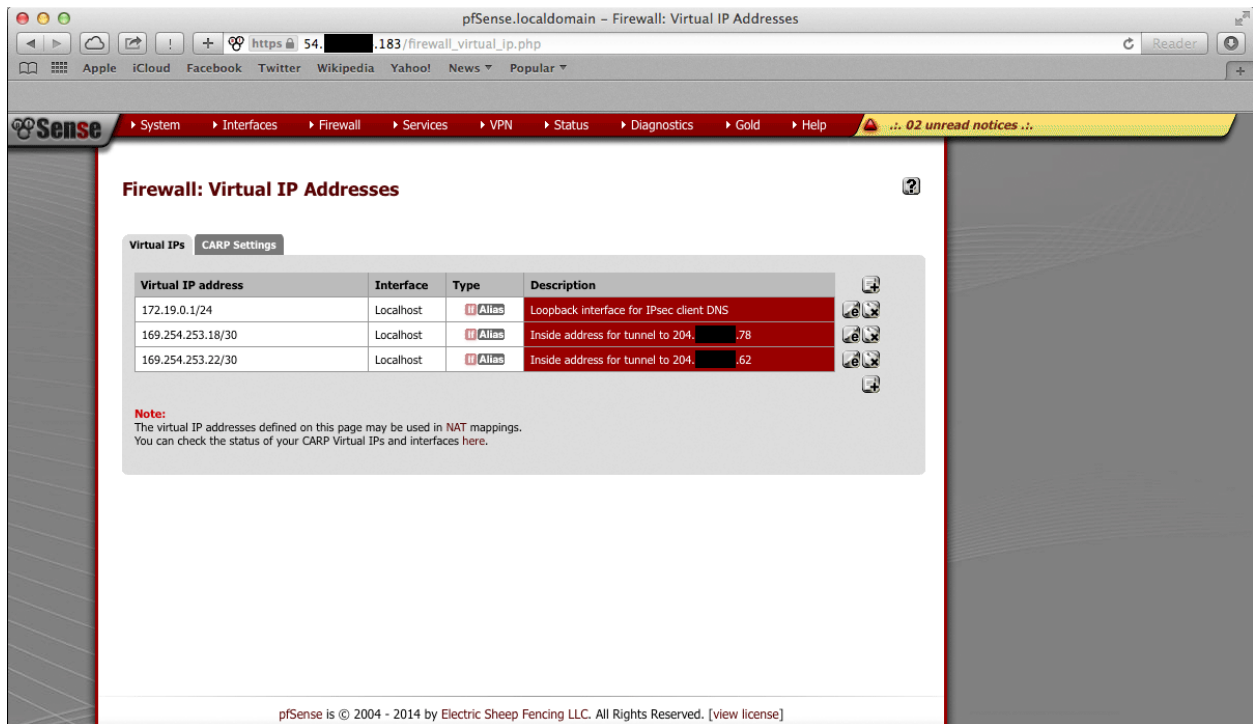 pfSense.localdomain – Firewall: Virtual IP Addresses
https 54. .183/firewall_virtual_ip.php
Reader
Apple iCloud Facebook Twitter Wikipedia Yahoo! News Popular
Sense System Interfaces Firewall Services VPN Status Diagnostics Gold Help .:. 02 unread notices .:.
Firewall: Virtual IP Addresses ?
Virtual IPs CARP Settings
Virtual IP address Interface Type Description
172.19.0.1/24 Localhost If Alias Loopback interface for IPsec client DNS
169.254.253.18/30 Localhost If Alias Inside address for tunnel to 204. .78
169.254.253.22/30 Localhost If Alias Inside address for tunnel to 204. .62
Note:
The virtual IP addresses defined on this page may be used in NAT mappings.
You can check the status of your CARP Virtual IPs and interfaces here.
pfSense is © 2004 - 2014 by Electric Sheep Fencing LLC. All Rights Reserved. [view license]